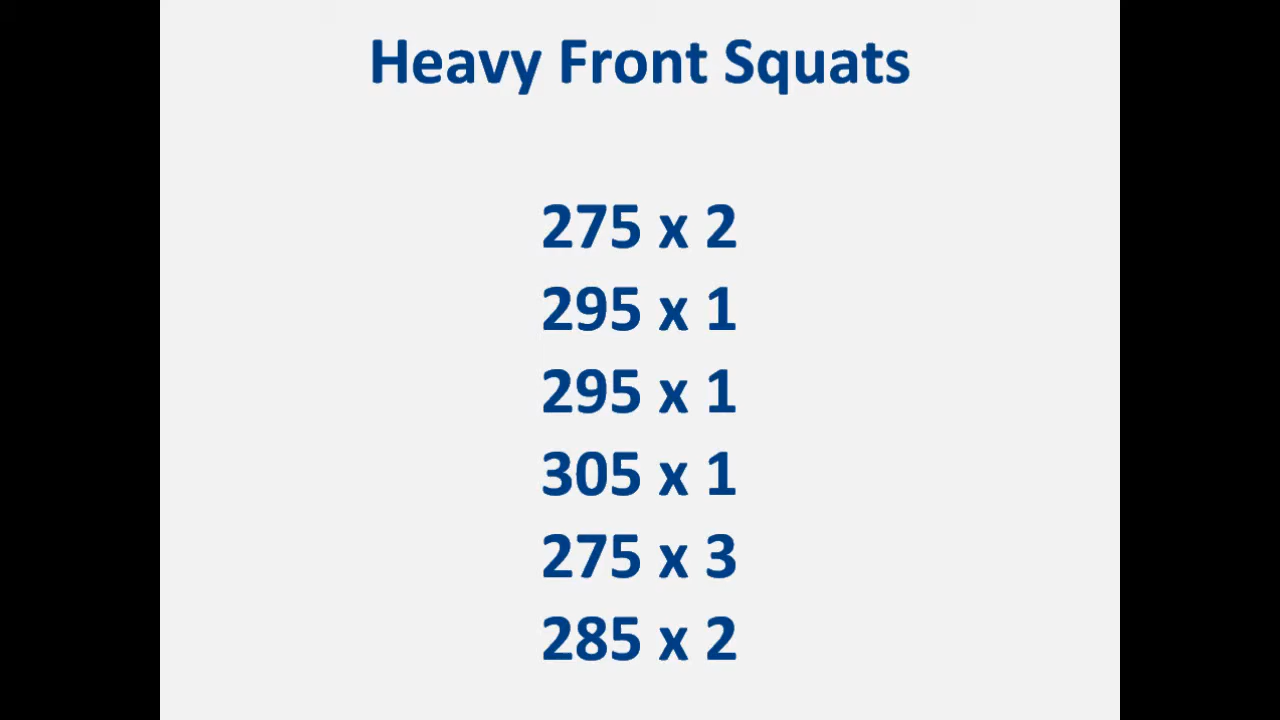 Heavy Front Squats
275 x 2
295 x 1
295 x 1
305 x 1
275 x 3
285 x 2